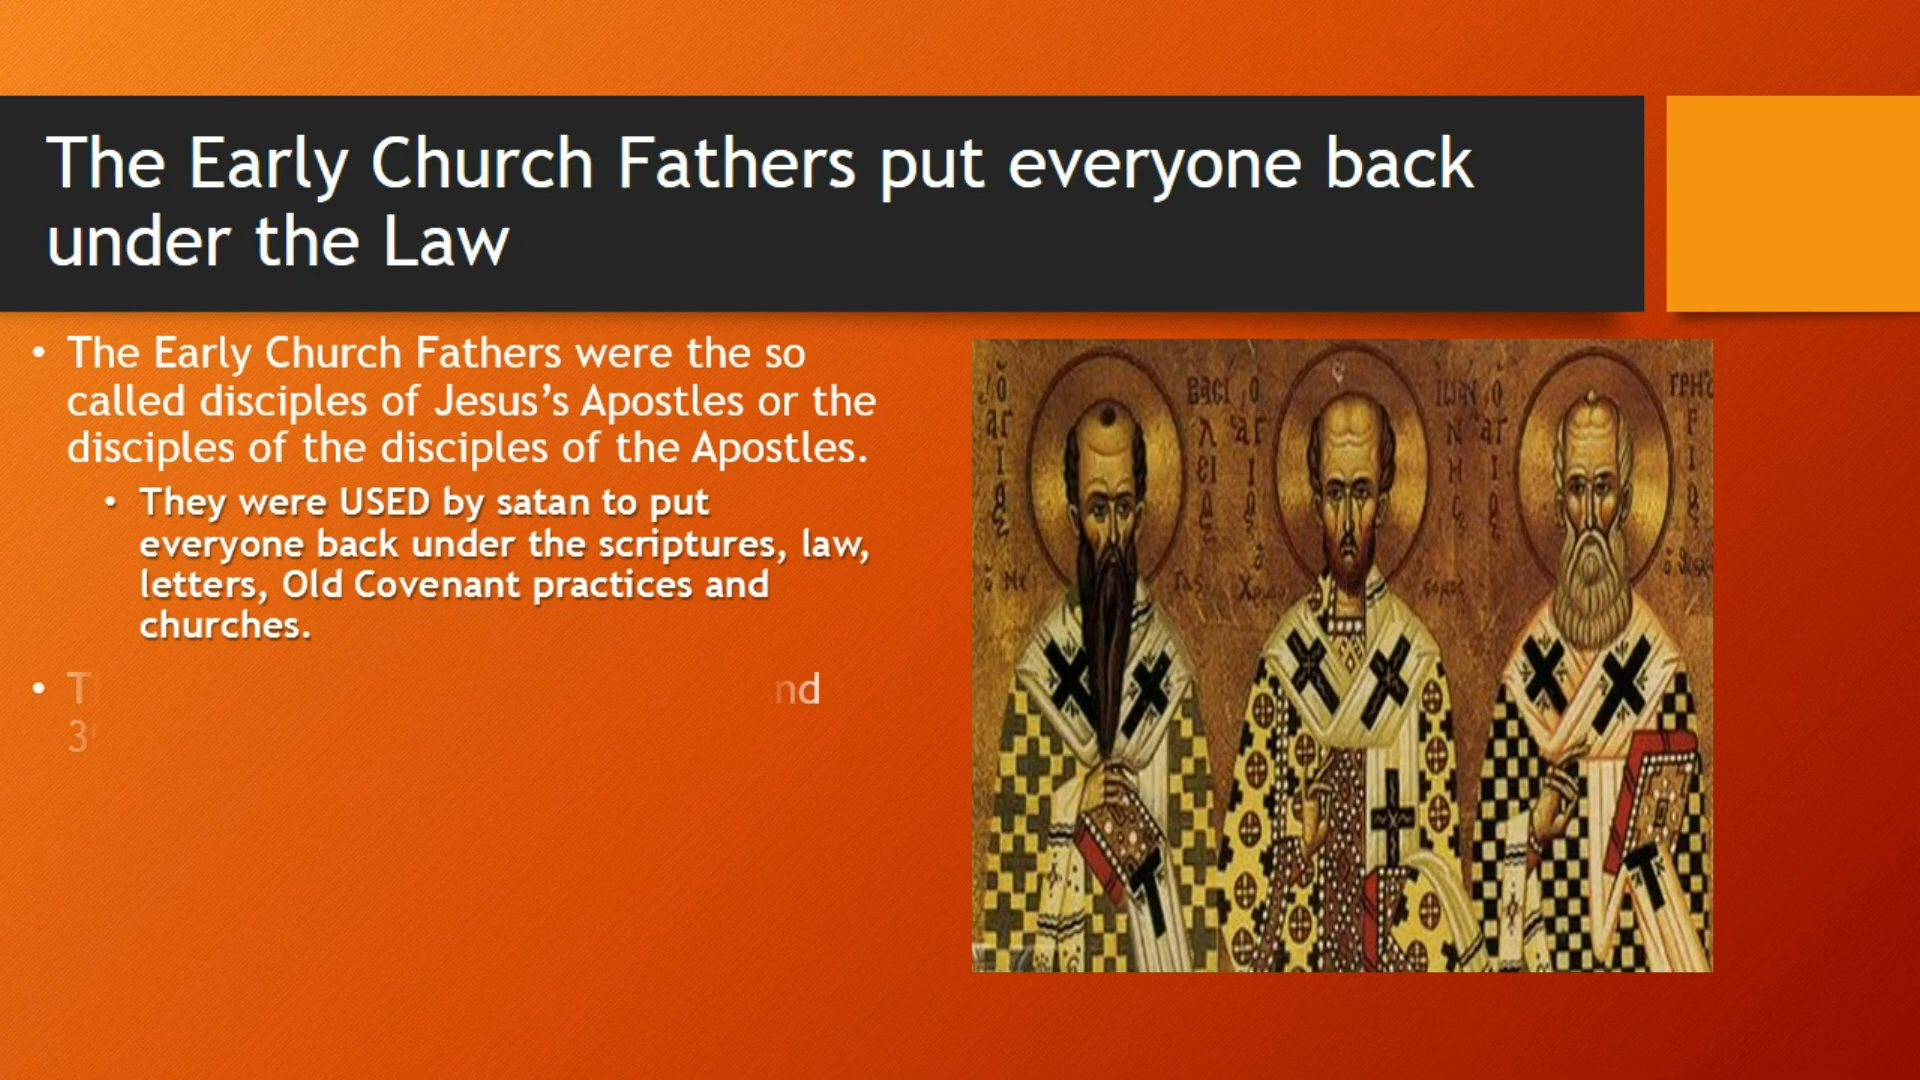 The Early Church Fathers put everyone back
under the Law
• The Early Church Fathers were the so
called disciples of Jesus’s Apostles or the
disciples of the disciples of the Apostles.
• They were USED by satan to put
everyone back under the scriptures, law,
letters, Old Covenant practices and
churches.